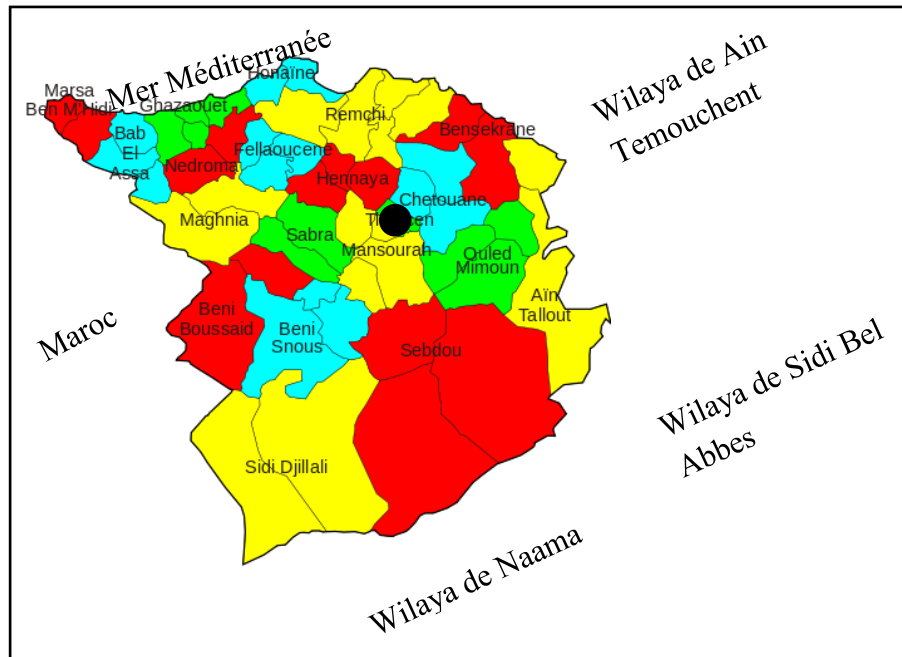 Mer Méditerranée
Wilaya de Ain
Temouchent
Marsa
Ben M'Hidi
Ghazaouet
Honaïne
Remchi
Bensekrane
Bab
El
Assa
Nedroma
Fellaoucene
Hennaya
Chetouane
Maghnia
Sabra
Mansourah
Ouled
Mimoun
Aïn
Tallout
Maroc
Beni
Boussaid
Beni
Snous
Sebdou
Wilaya de Sidi Bel
Abbes
Sidi Djillali
Wilaya de Naama